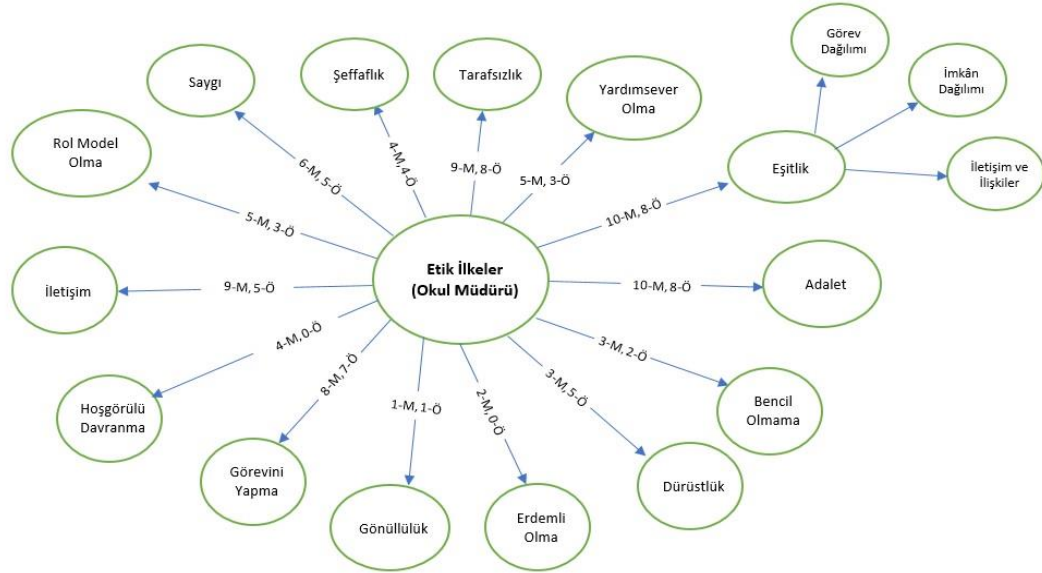 Görev
Dağılımı
İmkân
Dağılımı
İletişim ve
İlişkiler
Eşitlik
Yardımsever
Olma
Tarafsızlık
Şeffaflık
Saygı
Rol Model
Olma
İletişim
Hoşgörülü
Davranma
Görevini
Yapma
Gönüllülük
Erdemli
Olma
Dürüstlük
Bencil
Olmama
Adalet
Etik İlkeler
(Okul Müdürü)
10-M, 8-Ö
5-M, 3-Ö
9-M, 8-Ö
4-M, 4-Ö
6-M, 5-Ö
5-M, 3-Ö
9-M, 5-Ö
4-M, 0-Ö
8-M, 7-Ö
1-M, 1-Ö
2-M, 0-Ö
3-M, 5-Ö
3-M, 2-Ö
10-M, 8-Ö